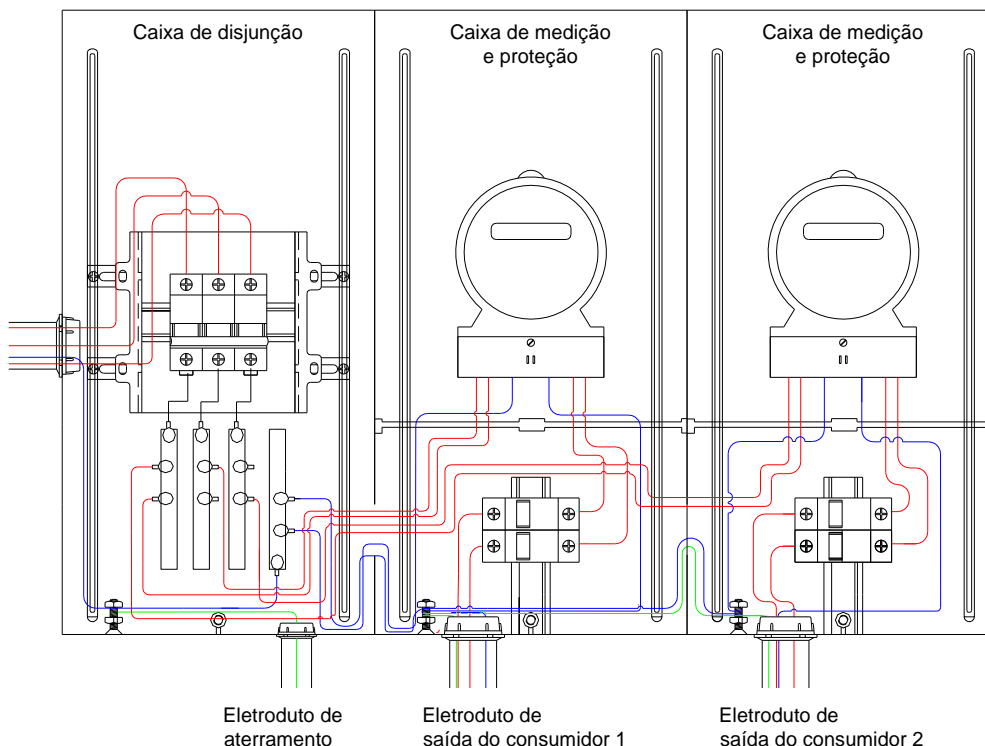 Caixa de disjunção
Caixa de medição
e proteção
Caixa de medição
e proteção
Eletroduto de
aterramento
Eletroduto de
saída do consumidor 1
Eletroduto de
saída do consumidor 2